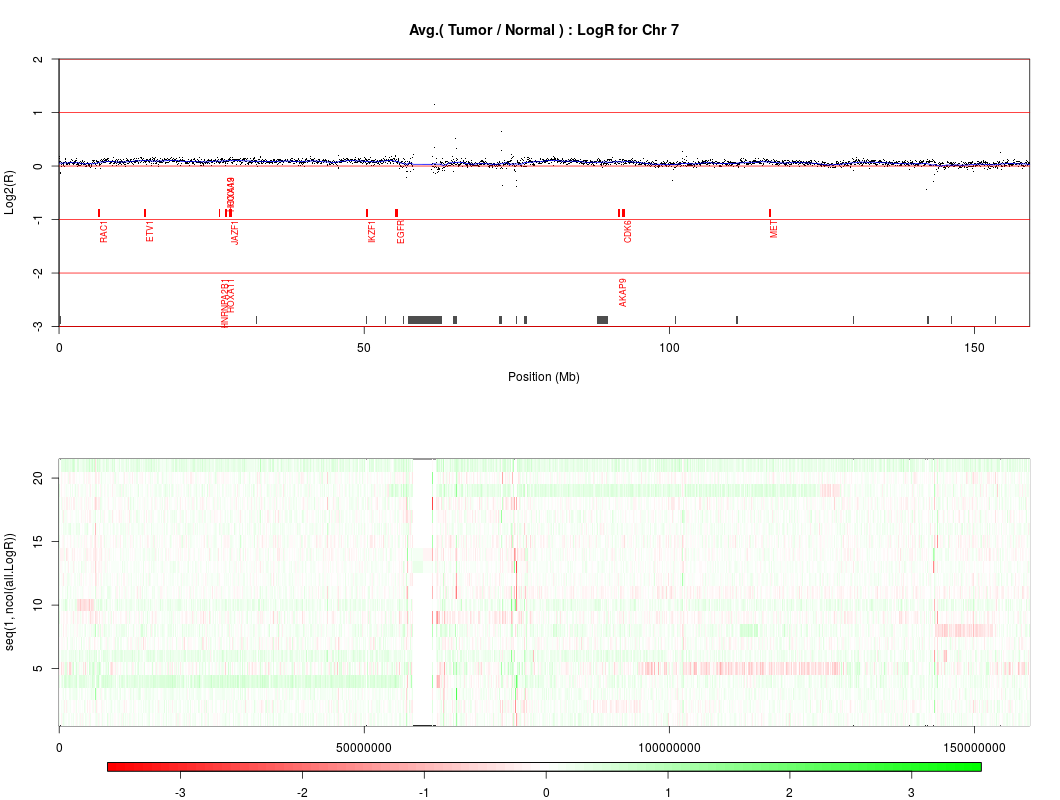 Avg.( Tumor / Normal ) : LogR for Chr 7
Log2(R)
2
1
0
-1
-2
-3
RAC1
ETV1
JAZF1
IKZF1
EGFR
CDK6
MET
HNRNPA2B1
HOXA11
AKAP9
0
50
100
150
Position (Mb)
seq(1, ncol(all.LogR))
20
15
10
5
0
50000000
100000000
150000000
-3
-2
-1
0
1
2
3